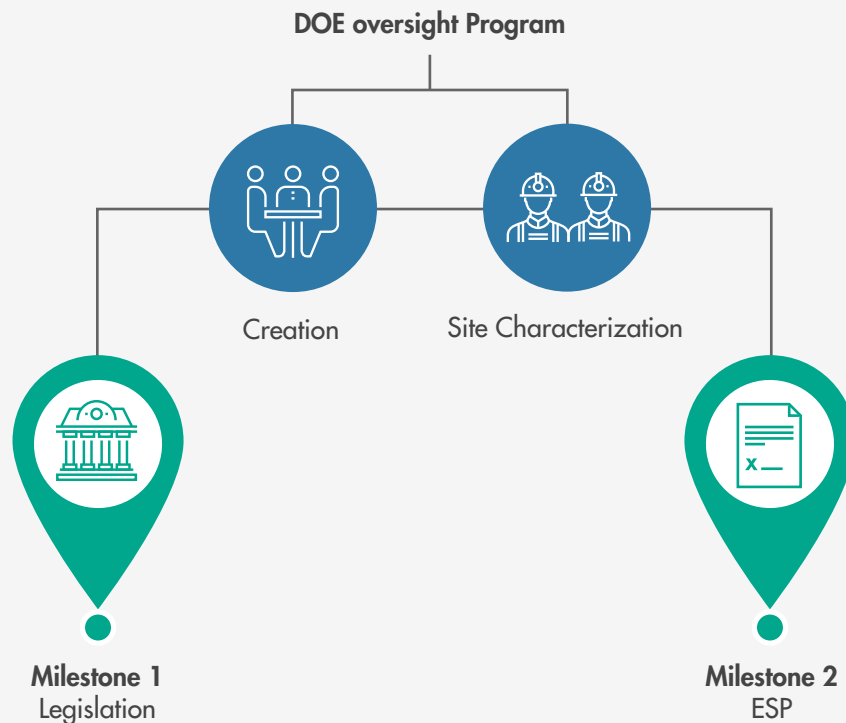 DOE oversight Program
Creation
Site Characterization
x
Milestone 1
Legislation
Milestone 2
ESP